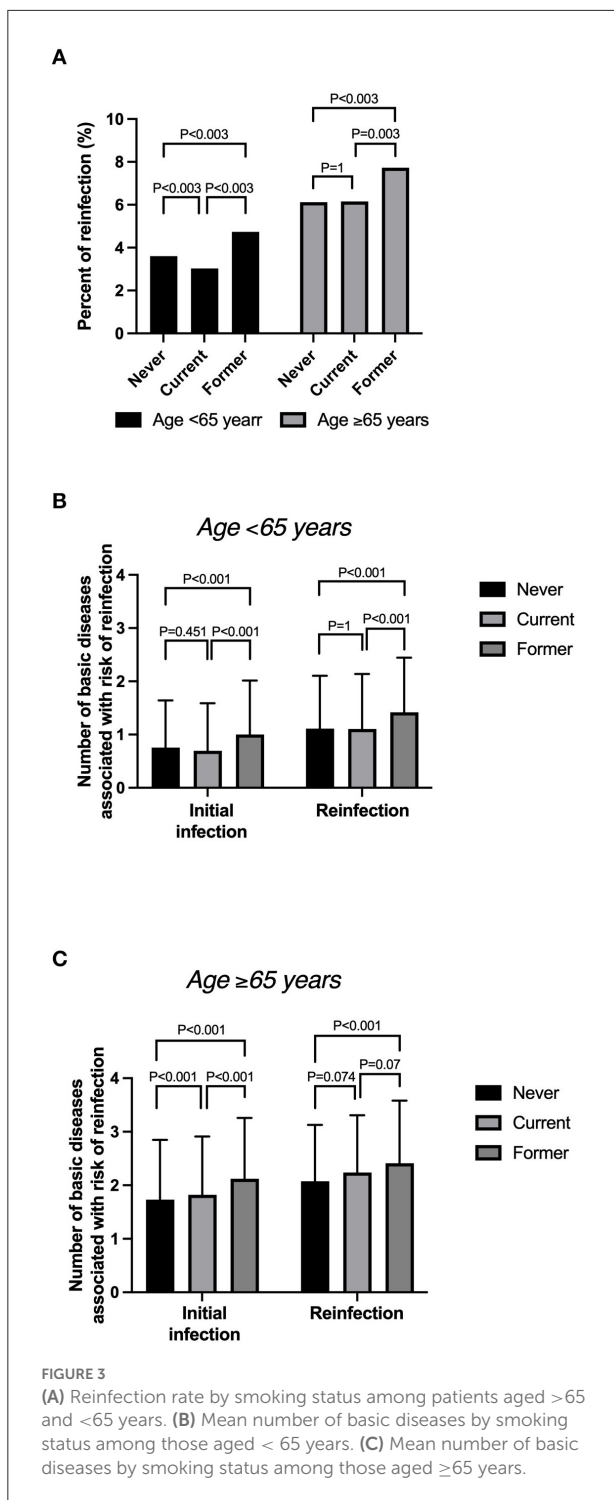 A
Percent of reinfection (%)
10
8
6
4
2
0
P<0.003
P<0.003 P<0.003
P<0.003
P=0.003
P=1
Never Current Former Never Current Former
Age <65 yearr Age ≥65 years
B
Age <65 years
Number of basic diseases
associated with risk of reinfection
4
3
2
1
0
P<0.001
P=0.451 P<0.001
P<0.001
P=1 P<0.001
Initial
infection
Reinfection
Never
Current
Former
C
Age ≥65 years
Number of basic diseases
associated with risk of reinfection
4
3
2
1
0
P<0.001
P<0.001 P<0.001
P<0.001
P=0.07
P=0.074
Initial
infection
Reinfection
Never
Current
Former
FIGURE 3
(A) Reinfection rate by smoking status among patients aged >65
and <65 years. (B) Mean number of basic diseases by smoking
status among those aged < 65 years. (C) Mean number of basic
diseases by smoking status among those aged ≥65 years.